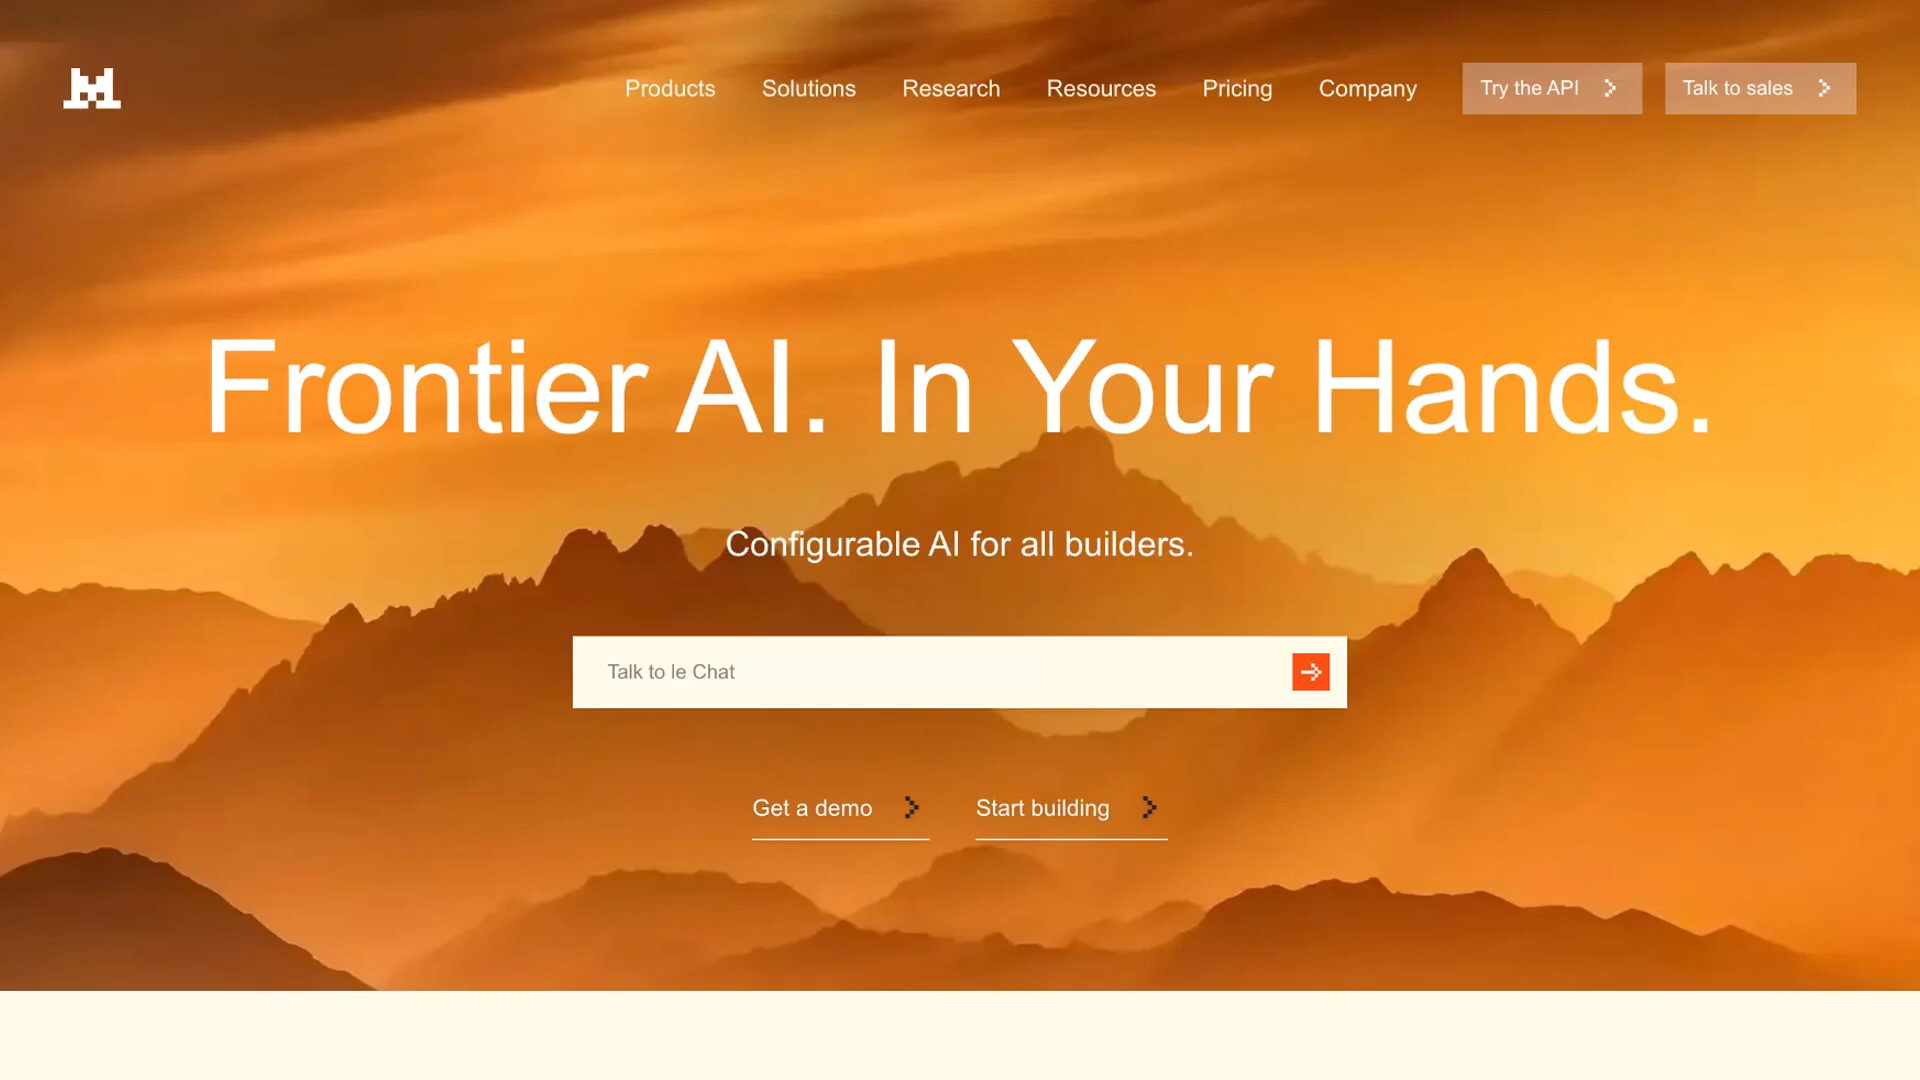 Products Solutions Research Resources Pricing Company Try the API Talk to sales
Frontier AI. In Your Hands.
Configurable AI for all builders.
Talk to le Chat
Get a demo Start building